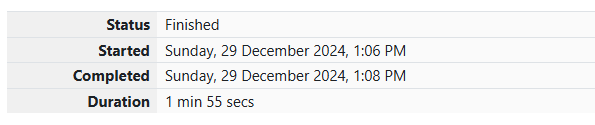 Status Finished
Started Sunday, 29 December 2024, 1:06 PM
Completed Sunday, 29 December 2024, 1:08 PM
Duration 1 min 55 secs